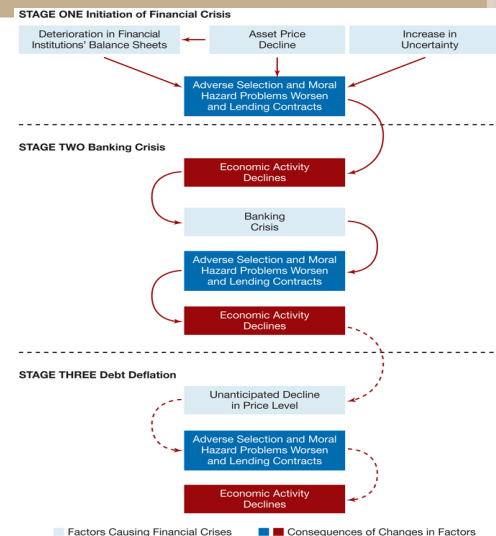 STAGE ONE Initiation of Financial Crisis
Deterioration in Financial
Institutions' Balance Sheets
Asset Price
Decline
Increase in
Uncertainty
Adverse Selection and Moral
Hazard Problems Worsen
and Lending Contracts
STAGE TWO Banking Crisis
Economic Activity
Declines
Banking
Crisis
Adverse Selection and Moral
Hazard Problems Worsen
and Lending Contracts
Economic Activity
Declines
STAGE THREE Debt Deflation
Unanticipated Decline
in Price Level
Adverse Selection and Moral
Hazard Problems Worsen
and Lending Contracts
Economic Activity
Declines
Factors Causing Financial Crises
Consequences of Changes in Factors